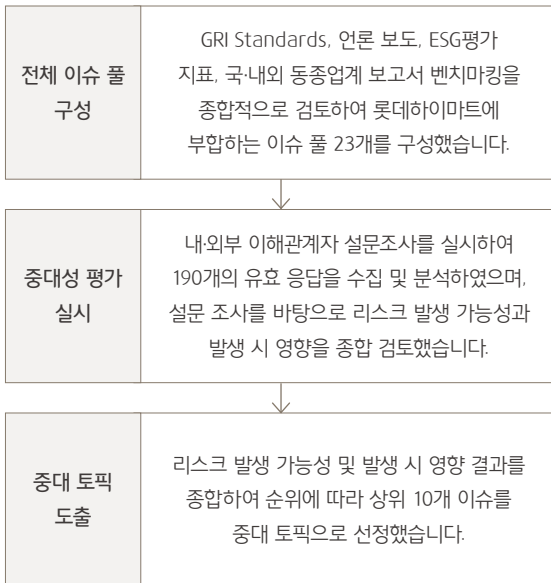 전체 이슈 풀
구성
GRI Standards, 언론 보도, ESG평가
지표, 국·내외 동종업계 보고서 벤치마킹을
종합적으로 검토하여 롯데하이마트에
부합하는 이슈 풀 23개를 구성했습니다.
중대성 평가
실시
내·외부 이해관계자 설문조사를 실시하여
190개의 유효 응답을 수집 및 분석하였으며,
설문 조사를 바탕으로 리스크 발생 가능성과
발생 시 영향을 종합 검토했습니다.
중대 토픽
도출
리스크 발생 가능성 및 발생 시 영향 결과를
종합하여 순위에 따라 상위 10개 이슈를
중대 토픽으로 선정했습니다.